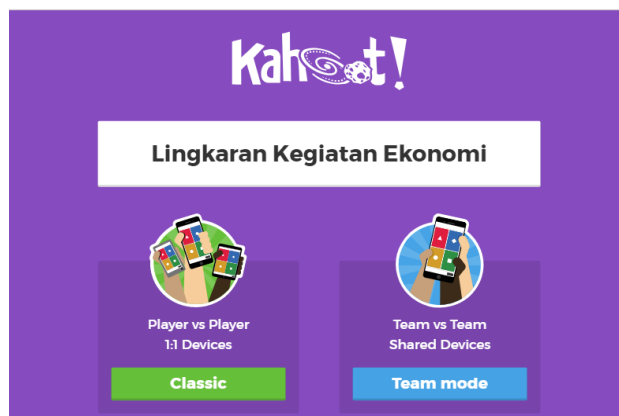 Kahoot!
Lingkaran Kegiatan Ekonomi
Player vs Player
1:1 Devices
Classic
Team vs Team
Shared Devices
Team mode